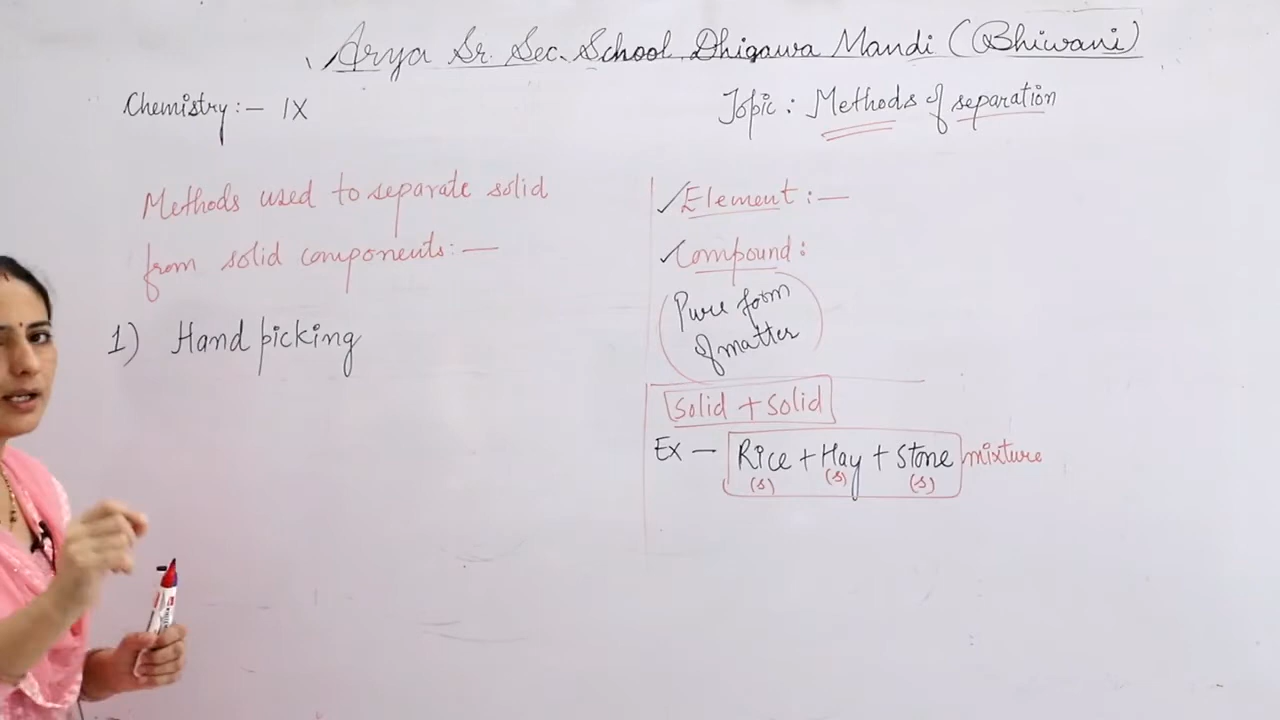 Arya Sr. Sec. School Dhigawa Mandi (Bhiwani)
Chemistry :— IX
Topic : Methods of separation
Methods used to separate solid
from solid components :—
1) Hand picking
✓Element :—
✓Compound :
(Pure form
of matter)
Solid + Solid
Ex — Rice + Hay + Stone mixture
(s) (s) (s)